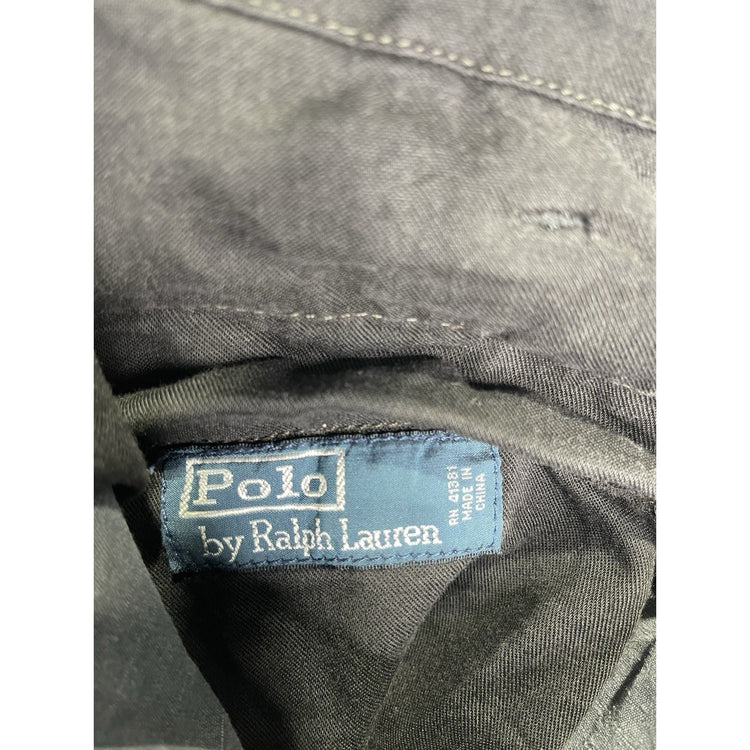 Polo
by Ralph Lauren
RN 41381
MADE IN
CHINA